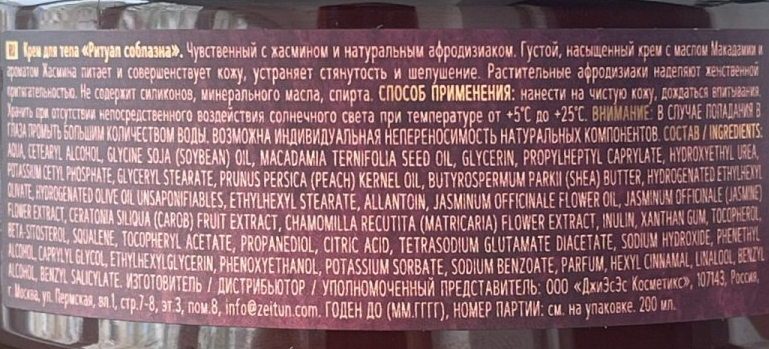 RU Крем для тела «Ритуал соблазна». Чувственный с жасмином и натуральным афродизиаком. Густой, насыщенный крем с маслом Макадамии и
ароматом Жасмина питает и совершенствует кожу, устраняет стянутость и шелушение. Растительные афродизиаки наделяют женственной
притягательностью. Не содержит силиконов, минерального масла, спирта. СПОСОБ ПРИМЕНЕНИЯ: нанести на чистую кожу, дождаться впитывания.
Хранить при отсутствии непосредственного воздействия солнечного света при температуре от +5°С до +25°С. ВНИМАНИЕ: В СЛУЧАЕ ПОПАДАНИЯ В
ГЛАЗА ПРОМЫТЬ БОЛЬШИМ КОЛИЧЕСТВОМ ВОДЫ. ВОЗМОЖНА ИНДИВИДУАЛЬНАЯ НЕПЕРЕНОСИМОСТЬ НАТУРАЛЬНЫХ КОМПОНЕНТОВ. СОСТАВ / INGREDIENTS:
AQUA, CETEARYL ALCOHOL, GLYCINE SOJA (SOYBEAN) OIL, MACADAMIA TERNIFOLIA SEED OIL, GLYCERIN, PROPYLHEPTYL CAPRYLATE, HYDROXYETHYL UREA,
POTASSIUM CETYL PHOSPHATE, GLYCERYL STEARATE, PRUNUS PERSICA (PEACH) KERNEL OIL, BUTYROSPERMUM PARKII (SHEA) BUTTER, HYDROGENATED ETHYLHEXYL
OLIVATE, HYDROGENATED OLIVE OIL UNSAPONIFIABLES, ETHYLHEXYL STEARATE, ALLANTOIN, JASMINUM OFFICINALE FLOWER OIL, JASMINUM OFFICINALE (JASMINE)
FLOWER EXTRACT, CERATONIA SILIQUA (CAROB) FRUIT EXTRACT, CHAMOMILLA RECUTITA (MATRICARIA) FLOWER EXTRACT, INULIN, XANTHAN GUM, TOCOPHEROL,
BETA-SITOSTEROL, SQUALENE, TOCOPHERYL ACETATE, PROPANEDIOL, CITRIC ACID, TETRASODIUM GLUTAMATE DIACETATE, SODIUM HYDROXIDE, PHENETHYL
ALCOHOL, CAPRYLYL GLYCOL, ETHYLHEXYLGLYCERIN, PHENOXYETHANOL, POTASSIUM SORBATE, SODIUM BENZOATE, PARFUM, HEXYL CINNAMAL, LINALOOL, BENZYL
ALCOHOL, BENZYL SALICYLATE. ИЗГОТОВИТЕЛЬ / ДИСТРИБЬЮТОР / УПОЛНОМОЧЕННЫЙ ПРЕДСТАВИТЕЛЬ: ООО «ДжиЭсЭс Косметикс», 107143, Россия,
г. Москва, ул. Пермская, вл.1, стр.7-8, эт.3, пом.8, info@zeitun.com. ГОДЕН ДО (ММ.ГГГГ), НОМЕР ПАРТИИ: см. на упаковке. 200 мл.